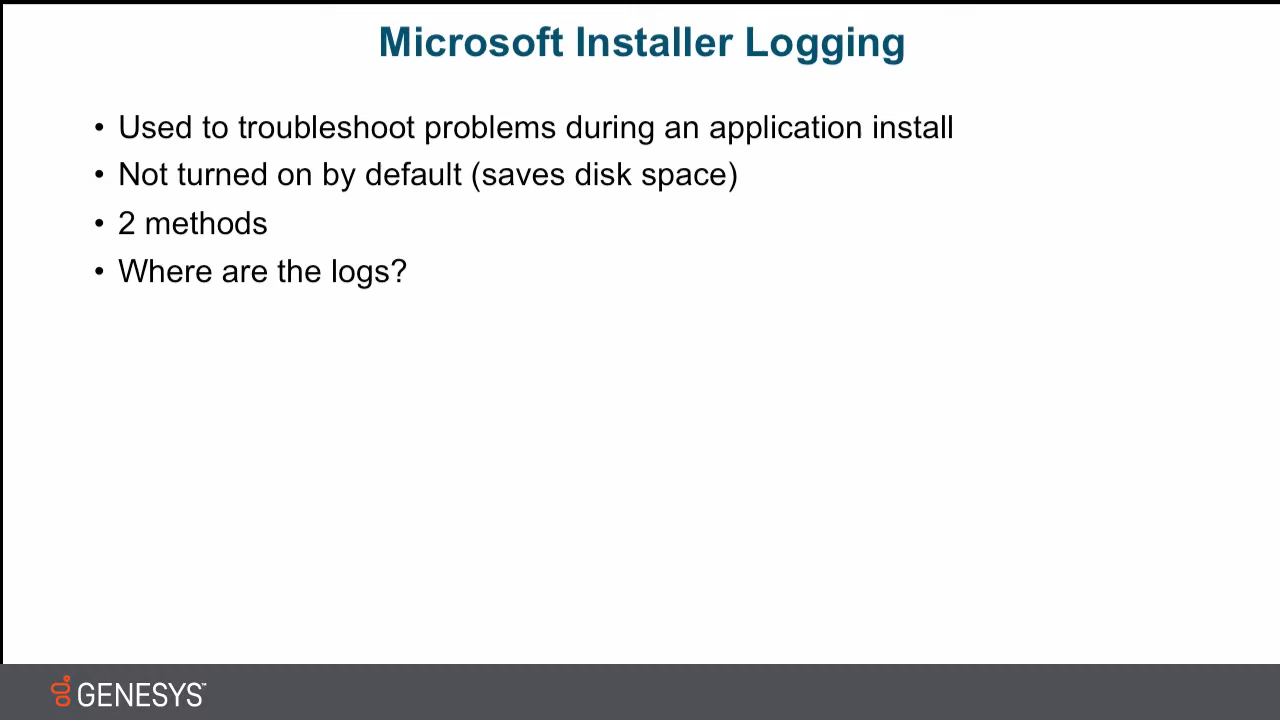 Microsoft Installer Logging
• Used to troubleshoot problems during an application install
• Not turned on by default (saves disk space)
• 2 methods
• Where are the logs?
GENESYS™